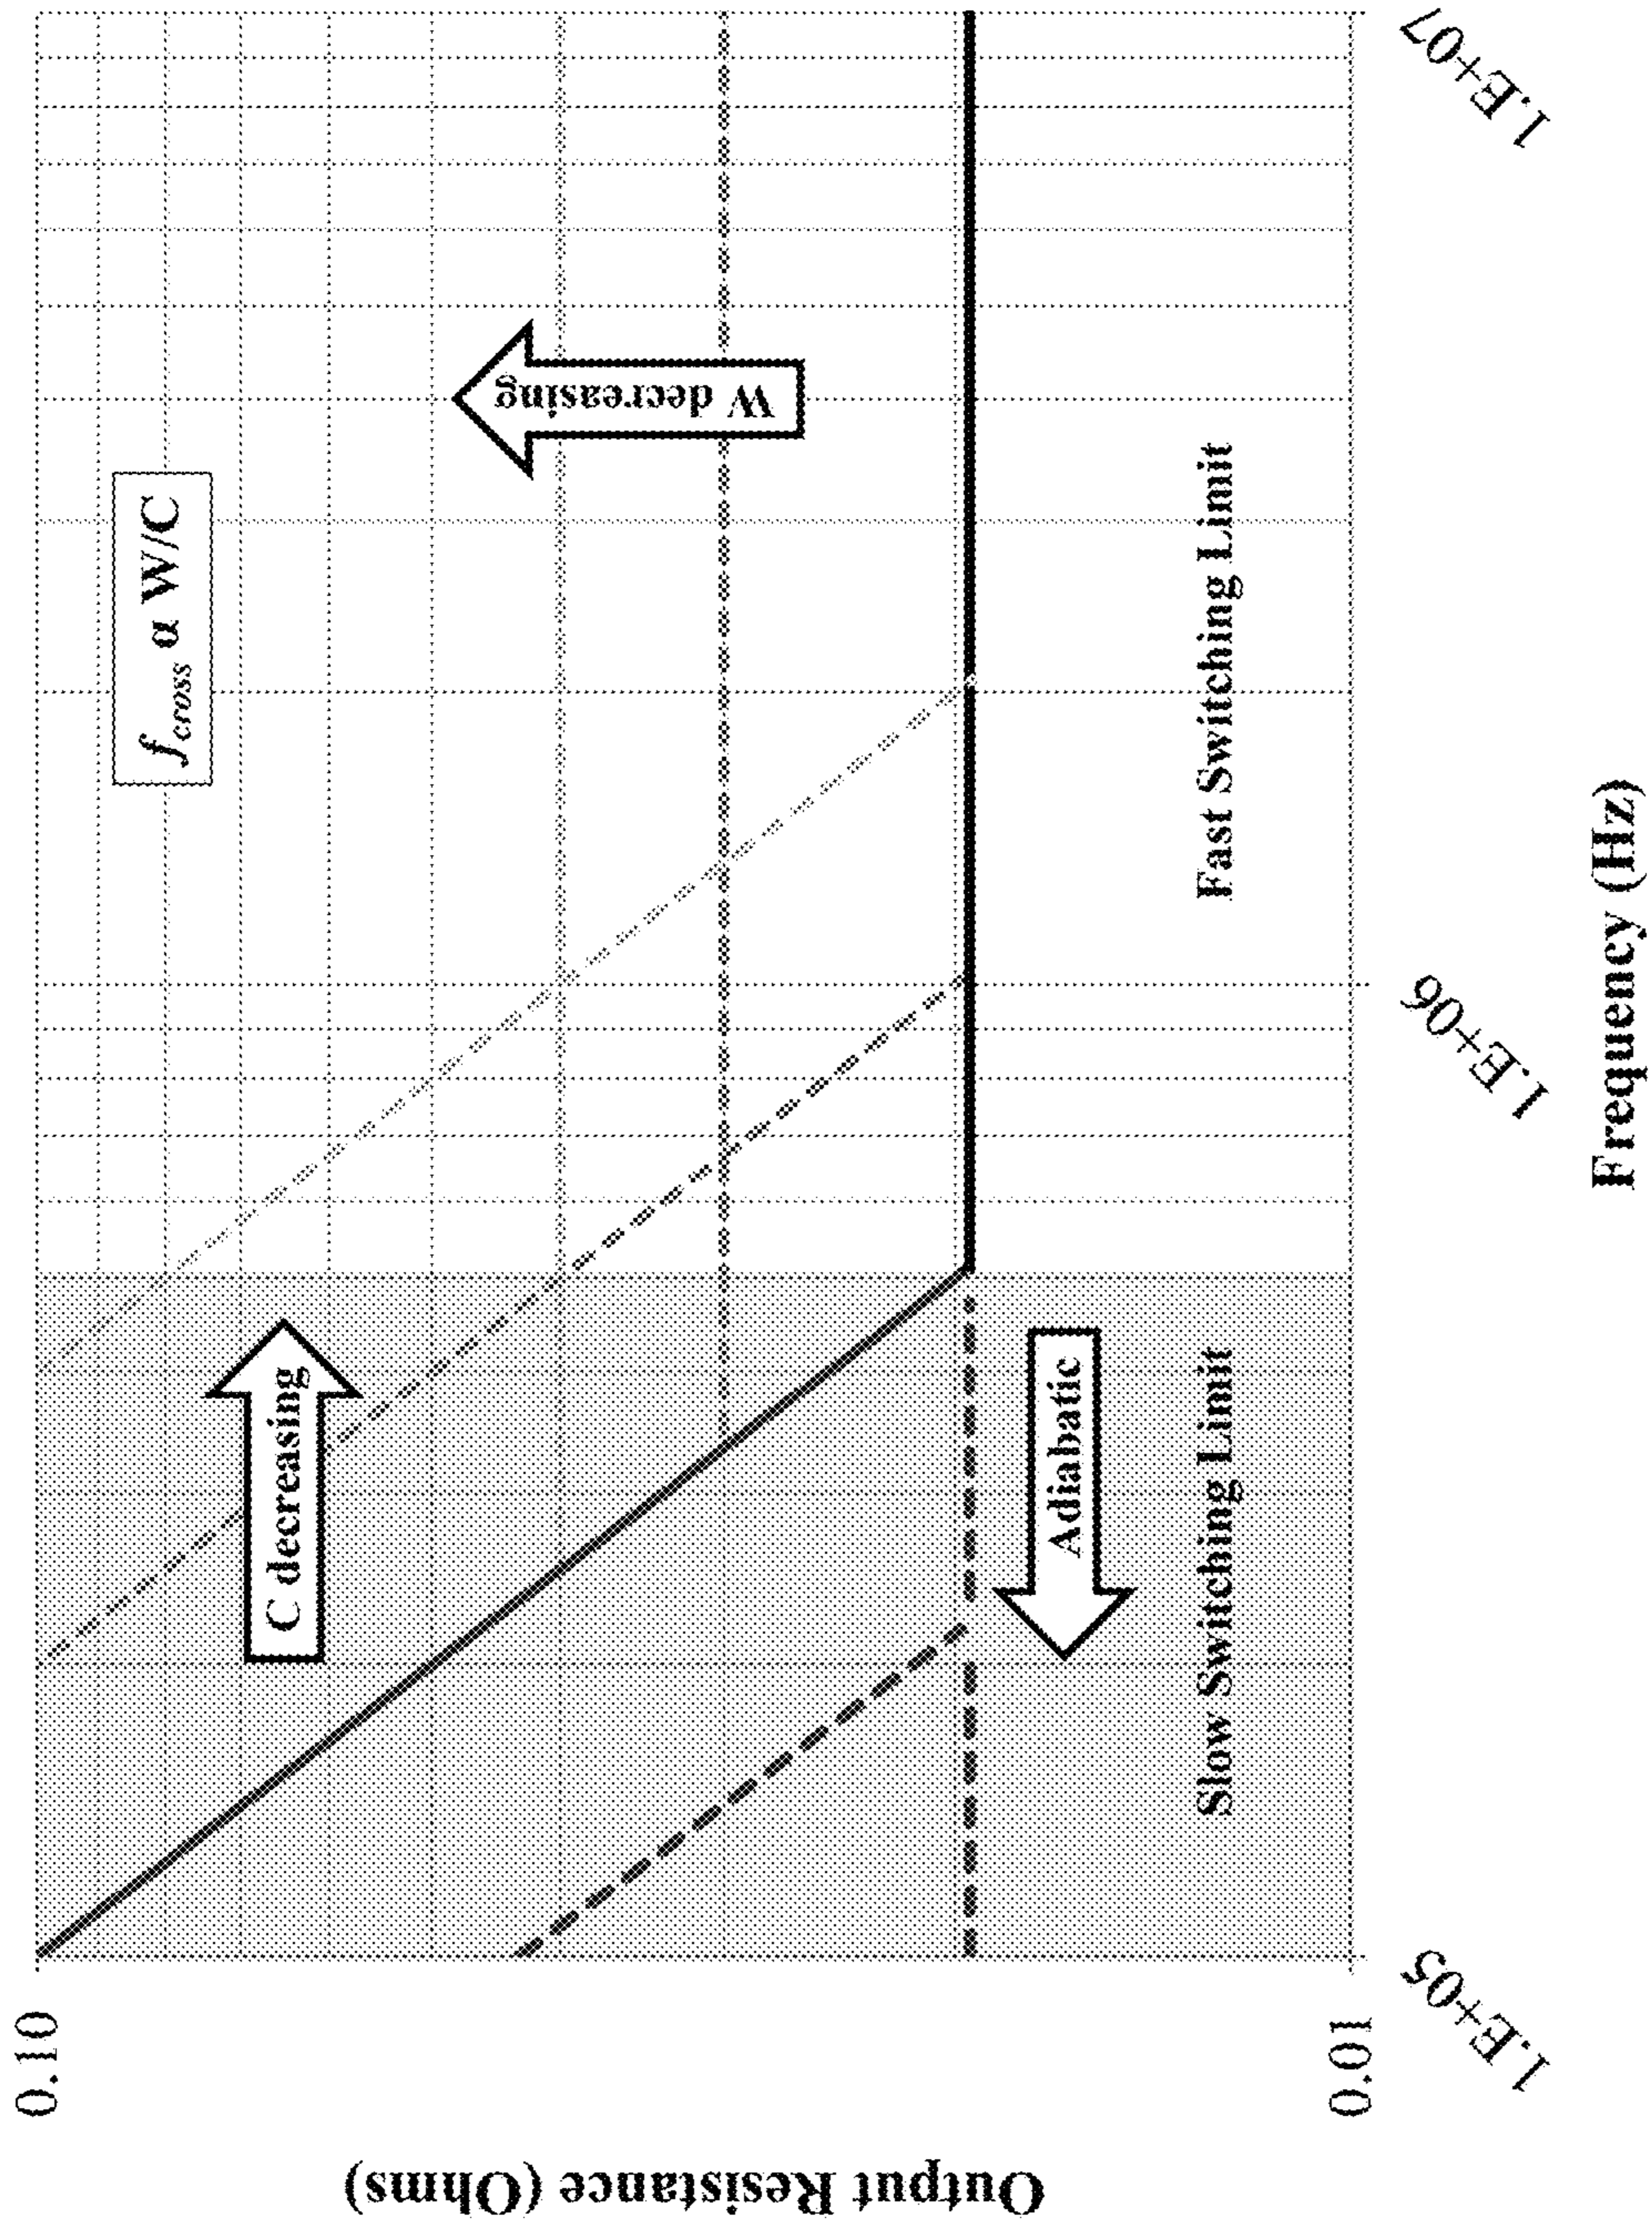 Output Resistance (Ohms)
0.10
0.01
f_cross α W/C
C decreasing
W decreasing
Adiabatic
Slow Switching Limit
Fast Switching Limit
1.E+05
1.E+06
1.E+07
Frequency (Hz)